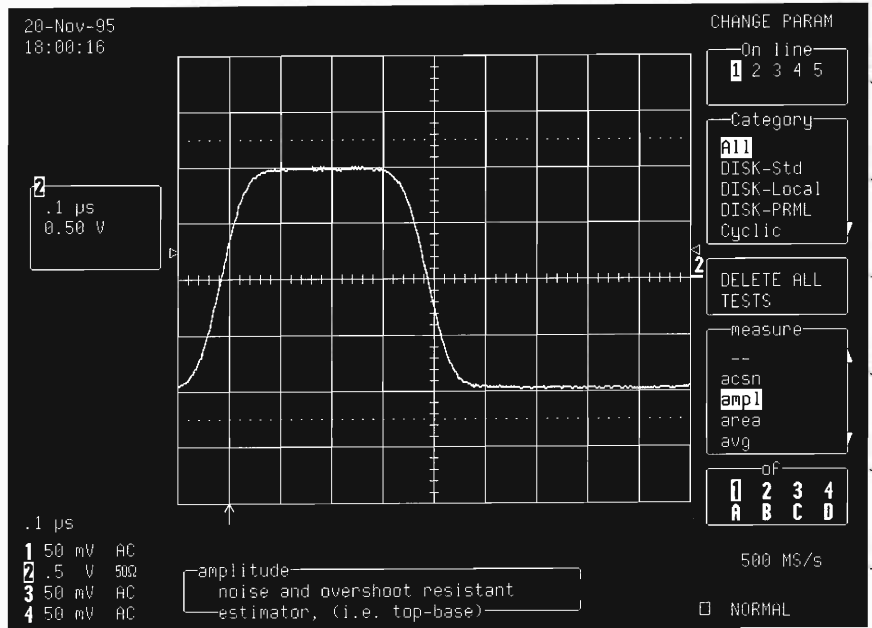 20-Nov-95
18:00:16
CHANGE PARAM
On line
1 2 3 4 5
Category
All
DISK-Std
DISK-Local
DISK-PRML
Cyclic
2
.1 µs
0.50 V
2
DELETE ALL
TESTS
measure
--
acsn
ampl
area
avg
of
1 2 3 4
A B C D
.1 µs
1 50 mV AC
2 .5 V 50Ω
3 50 mV AC
4 50 mV AC
amplitude
noise and overshoot resistant
estimator, (i.e. top-base)
500 MS/s
NORMAL